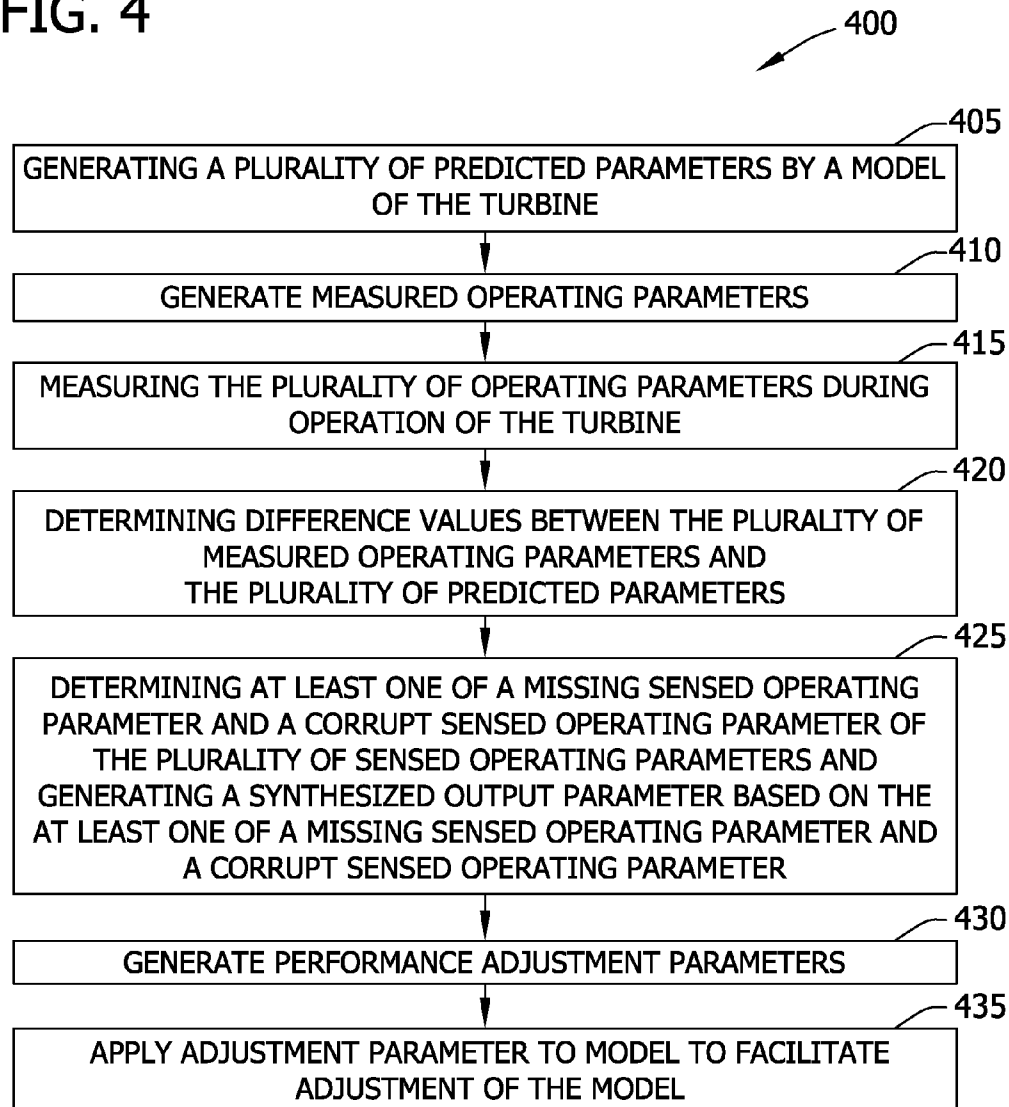 FIG. 4
400
405
GENERATING A PLURALITY OF PREDICTED PARAMETERS BY A MODEL
OF THE TURBINE
410
GENERATE MEASURED OPERATING PARAMETERS
415
MEASURING THE PLURALITY OF OPERATING PARAMETERS DURING
OPERATION OF THE TURBINE
420
DETERMINING DIFFERENCE VALUES BETWEEN THE PLURALITY OF
MEASURED OPERATING PARAMETERS AND
THE PLURALITY OF PREDICTED PARAMETERS
425
DETERMINING AT LEAST ONE OF A MISSING SENSED OPERATING
PARAMETER AND A CORRUPT SENSED OPERATING PARAMETER OF
THE PLURALITY OF SENSED OPERATING PARAMETERS AND
GENERATING A SYNTHESIZED OUTPUT PARAMETER BASED ON THE
AT LEAST ONE OF A MISSING SENSED OPERATING PARAMETER AND
A CORRUPT SENSED OPERATING PARAMETER
430
GENERATE PERFORMANCE ADJUSTMENT PARAMETERS
435
APPLY ADJUSTMENT PARAMETER TO MODEL TO FACILITATE
ADJUSTMENT OF THE MODEL